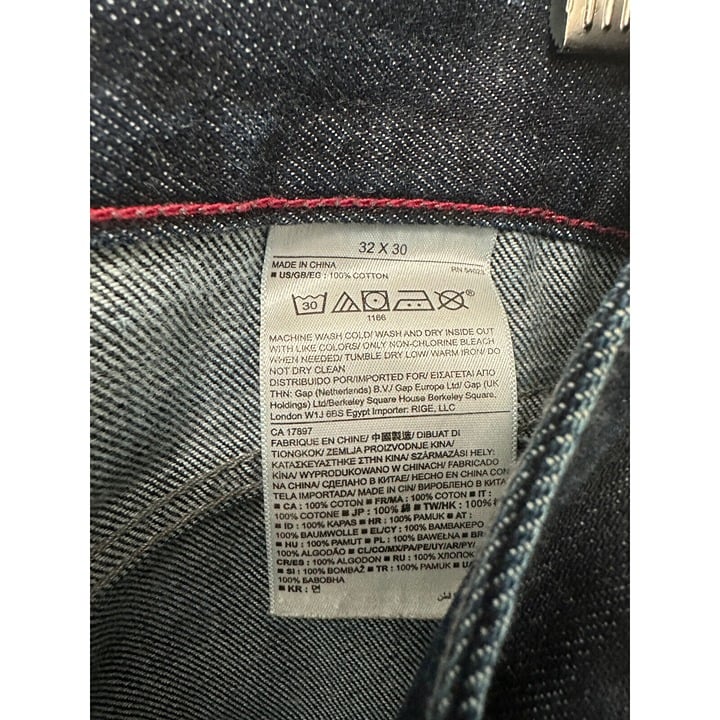 32 X 30
MADE IN CHINA RN 54023
■ US/GB/EG : 100% COTTON
30
1166
MACHINE WASH COLD/ WASH AND DRY INSIDE OUT
WITH LIKE COLORS/ ONLY NON-CHLORINE BLEACH
WHEN NEEDED/ TUMBLE DRY LOW/ WARM IRON/ DO
NOT DRY CLEAN
DISTRIBUIDO POR/IMPORTED FOR/ ΕΙΣΑΓΕΤΑΙ ΑΠΟ
ΤΗΝ: Gap (Netherlands) B.V./ Gap Europe Ltd/ Gap (UK
Holdings) Ltd/Berkeley Square House Berkeley Square,
London W1J 6BS Egypt Importer: RIGE, LLC
CA 17897
FABRIQUE EN CHINE/ 中國製造/ DIBUAT DI
TIONGKOK/ ZEMLJA PROIZVODNJE KINA/
ΚΑΤΑΣΚΕΥΑΣΤΗΚΕ ΣΤΗΝ ΚΙΝΑ/ SZÁRMAZÁSI HELY:
KÍNA/ WYPRODUKOWANO W CHINACH/ FABRICADO
NA CHINA/ СДЕЛАНО В КИТАЕ/ HECHO EN CHINA CON
TELA IMPORTADA/ MADE IN CIN/ ВИРОБЛЕНО В КИТА
■ CA : 100% COTON ■ FR/MA : 100% COTON ■ IT :
100% COTONE ■ JP : 100% 綿 ■ TW/HK : 100%
■ ID : 100% KAPAS ■ HR : 100% PAMUK ■ AT :
100% BAUMWOLLE ■ EL/CY : 100% ΒΑΜΒΑΚΕΡΟ
■ HU : 100% PAMUT ■ PL : 100% BAWEŁNA ■ BR :
100% ALGODÃO ■ CL/CO/MX/PA/PE/UY/AR/PY/
CR/ES : 100% ALGODON ■ RU : 100% ХЛОПОК
■ SI : 100% BOMBAŽ ■ TR : 100% PAMUK ■ UA
100% БАВОВНА
■ KR : 면